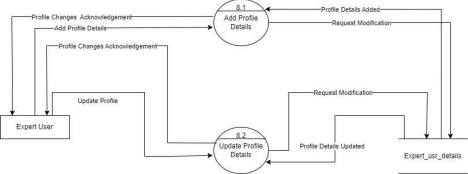 8.1
Add Profile
Details
Profile Changes  Acknowledgement
Add Profile Details
Profile Changes Acknowledgement
Profile Details Added
Request Modification
Update Profile
Request Modification
Expert User
8.2
Update Profile
Details
Profile Details Updated
Expert_usr_details